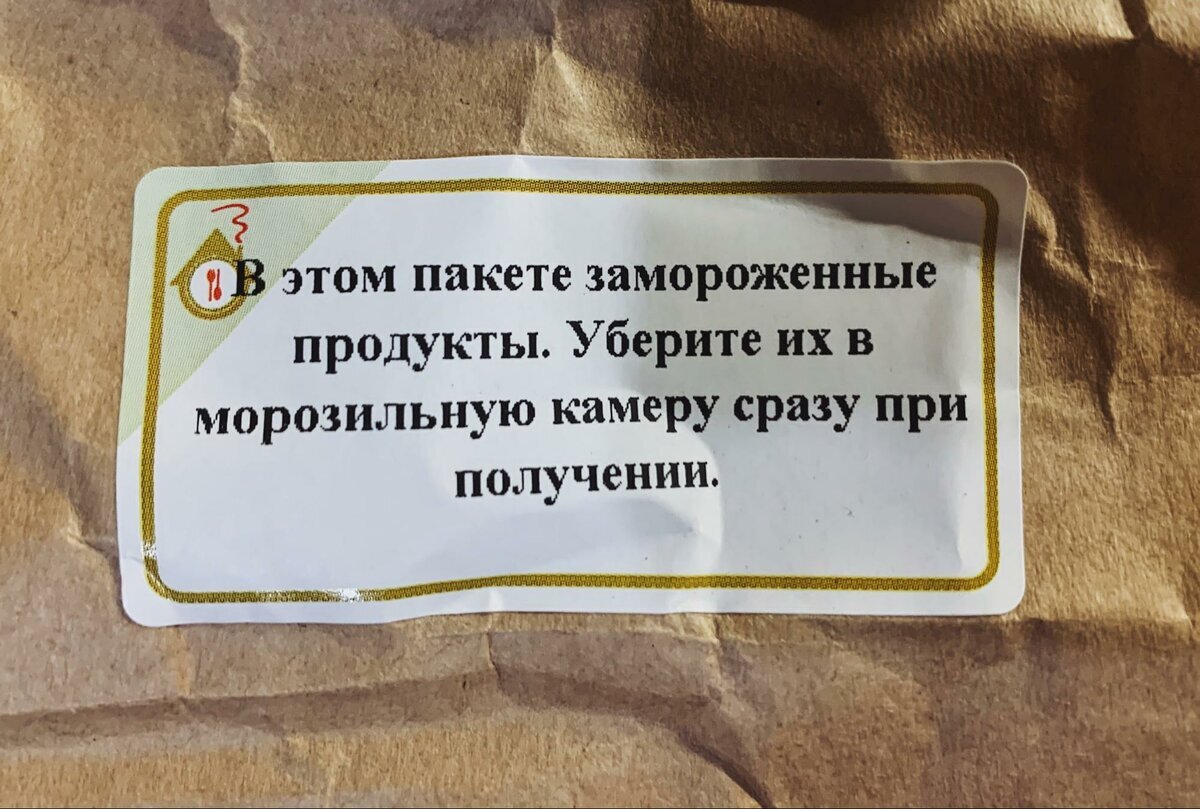 В этом пакете замороженные
продукты. Уберите их в
морозильную камеру сразу при
получении.